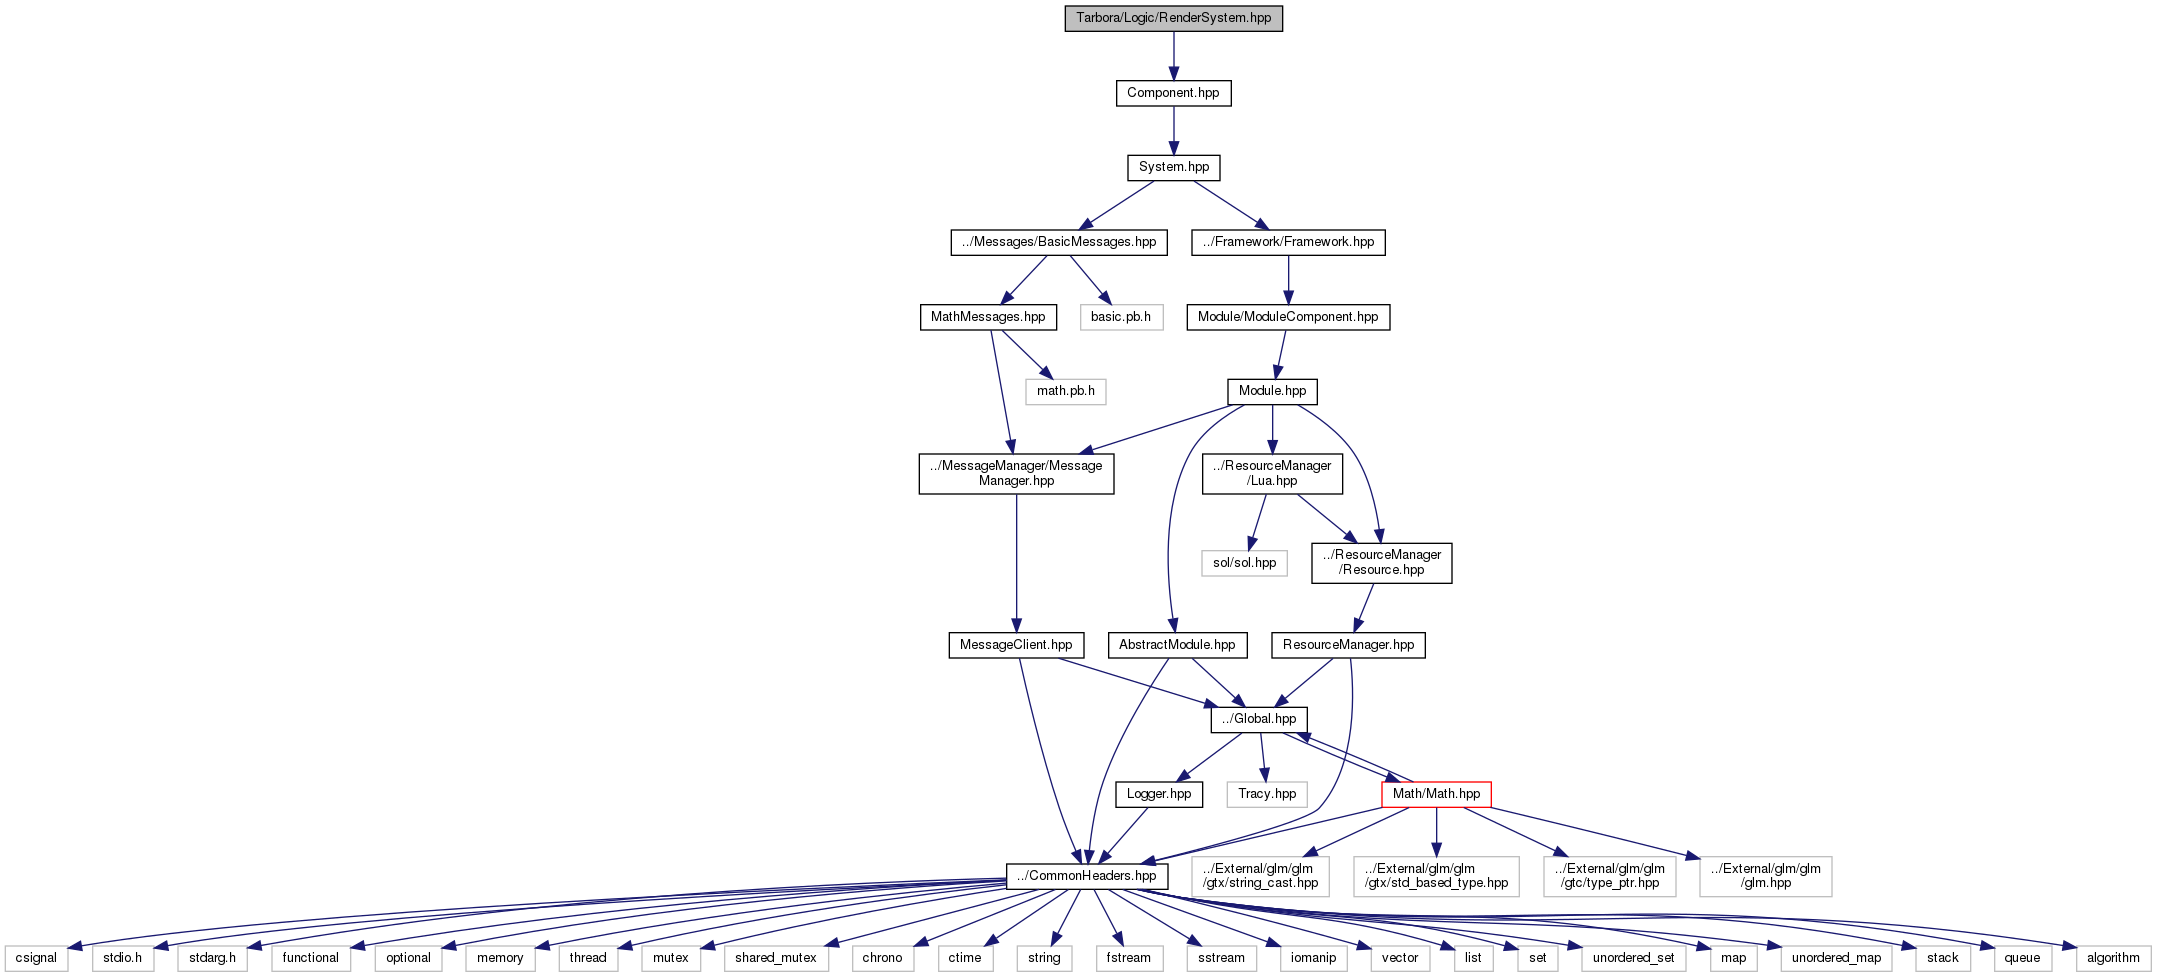 Tarbora/Logic/RenderSystem.hpp
Component.hpp
System.hpp
../Messages/BasicMessages.hpp
../Framework/Framework.hpp
MathMessages.hpp
basic.pb.h
Module/ModuleComponent.hpp
math.pb.h
Module.hpp
../MessageManager/Message
Manager.hpp
../ResourceManager
/Lua.hpp
sol/sol.hpp
../ResourceManager
/Resource.hpp
MessageClient.hpp
AbstractModule.hpp
ResourceManager.hpp
../Global.hpp
Logger.hpp
Tracy.hpp
Math/Math.hpp
../CommonHeaders.hpp
../External/glm/glm
/gtx/string_cast.hpp
../External/glm/glm
/gtx/std_based_type.hpp
../External/glm/glm
/gtc/type_ptr.hpp
../External/glm/glm
/glm.hpp
csignal
stdio.h
stdarg.h
functional
optional
memory
thread
mutex
shared_mutex
chrono
ctime
string
fstream
sstream
iomanip
vector
list
set
unordered_set
map
unordered_map
stack
queue
algorithm